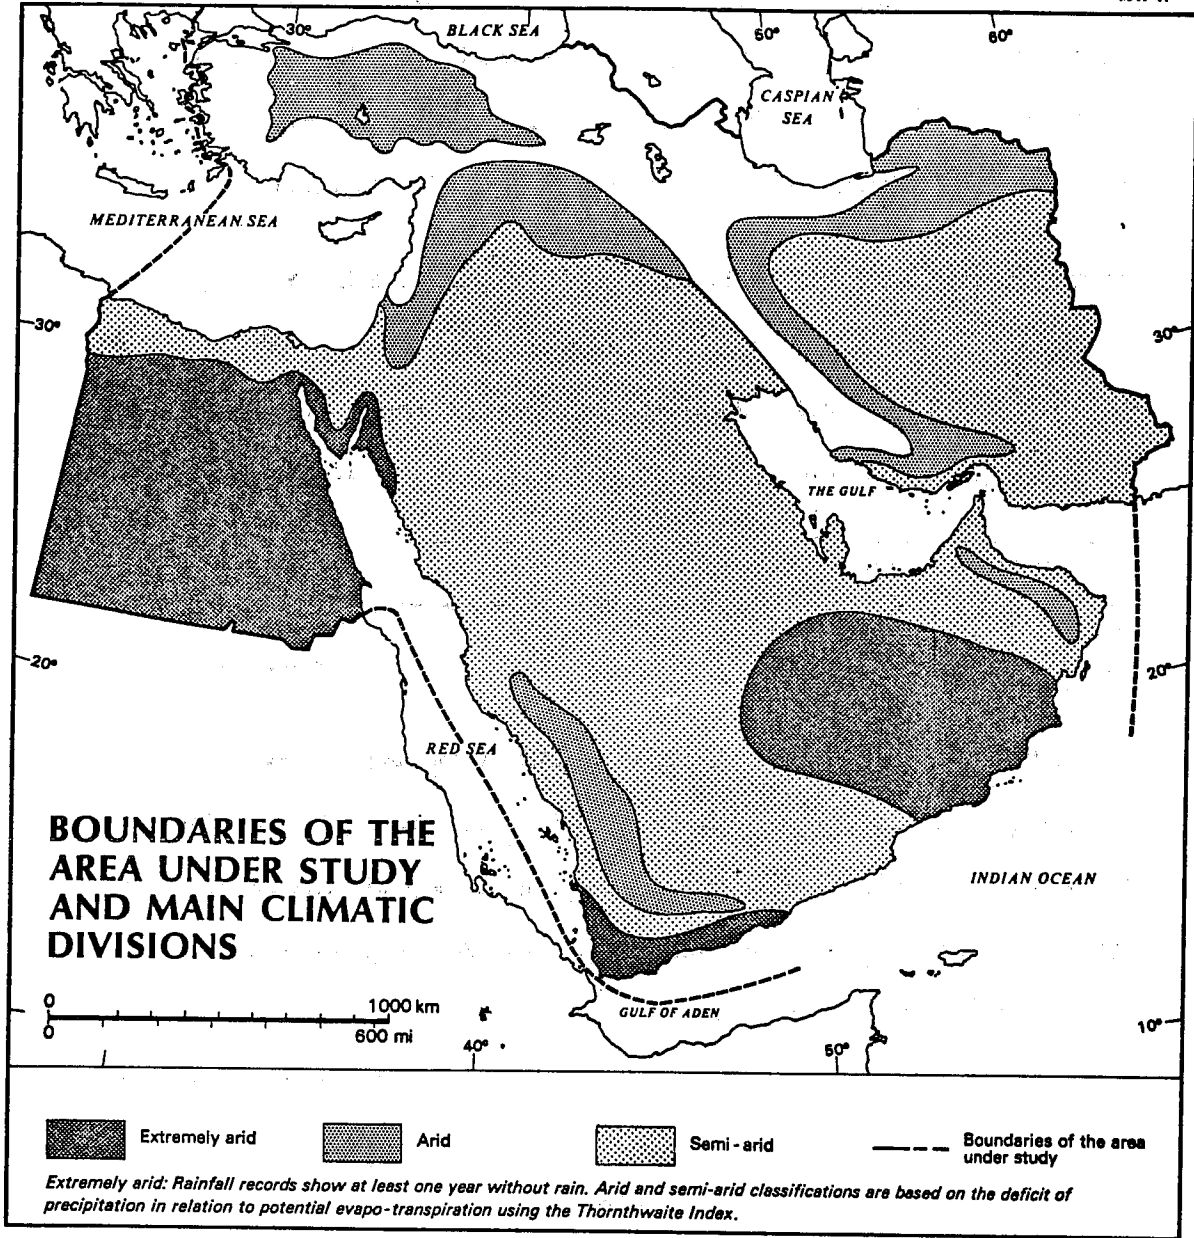 30°
BLACK SEA
50°
60°
CASPIAN
SEA
MEDITERRANEAN SEA
30°
30°
THE GULF
20°
20°
RED SEA
BOUNDARIES OF THE
AREA UNDER STUDY
AND MAIN CLIMATIC
DIVISIONS
INDIAN OCEAN
0 1000 km
0 600 mi
GULF OF ADEN
40°
50°
10°
Extremely arid
Arid
Semi-arid
Boundaries of the area
under study
Extremely arid: Rainfall records show at least one year without rain. Arid and semi-arid classifications are based on the deficit of
precipitation in relation to potential evapo-transpiration using the Thornthwaite Index.